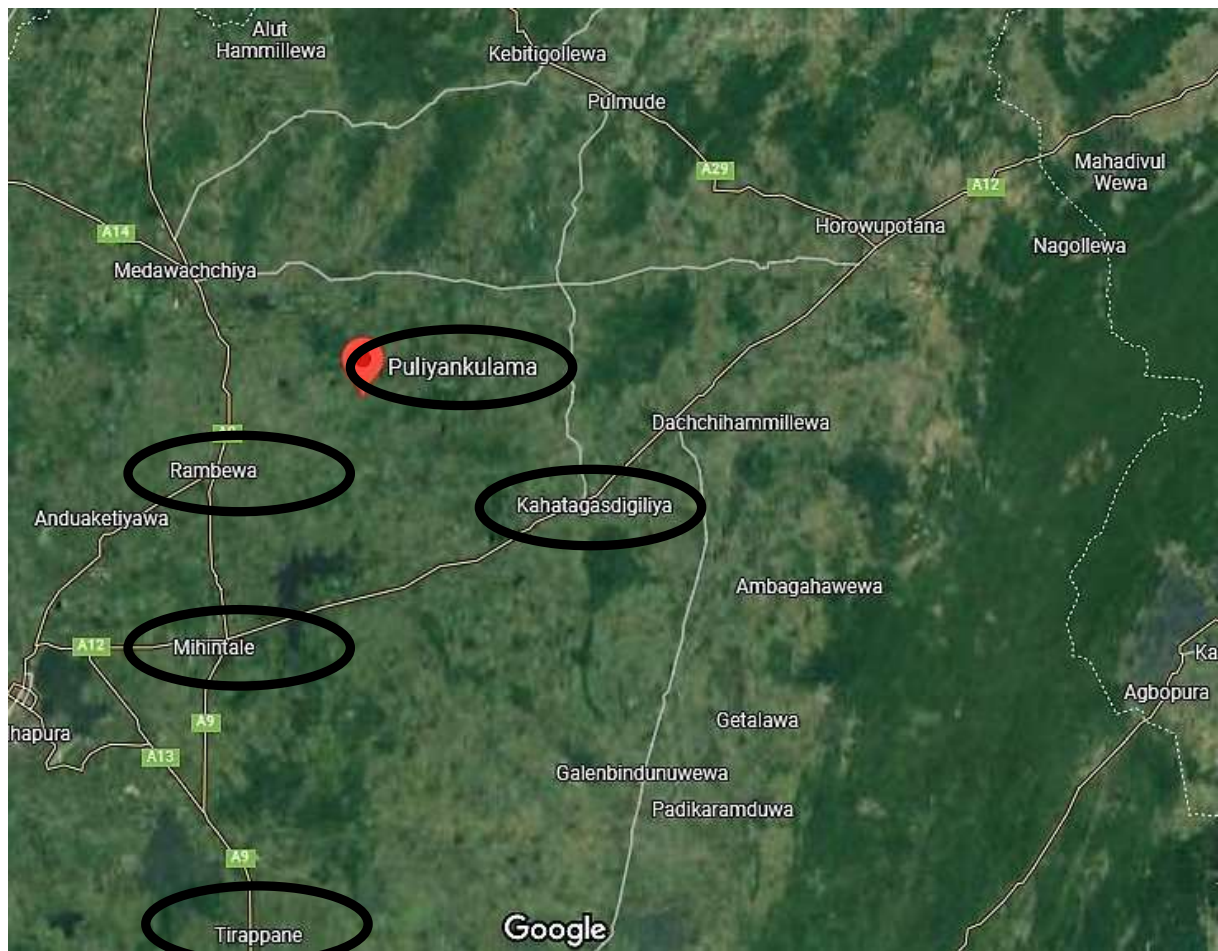 Alut
Hammillewa
Kebitigollewa
Pulmude
A29
Mahadivul
Wewa
A12
Horowupotana
A14
Nagollewa
Medawachchiya
Puliyankulama
Dachchihammillewa
Rambewa
Kahatagasdigiliya
Anduaketiyawa
Ambagahawewa
A12
Mihintale
Ka
Agbopura
A9
Getalawa
hapura
A13
Galenbindunuwewa
Padikaramduwa
A9
Tirappane
Google